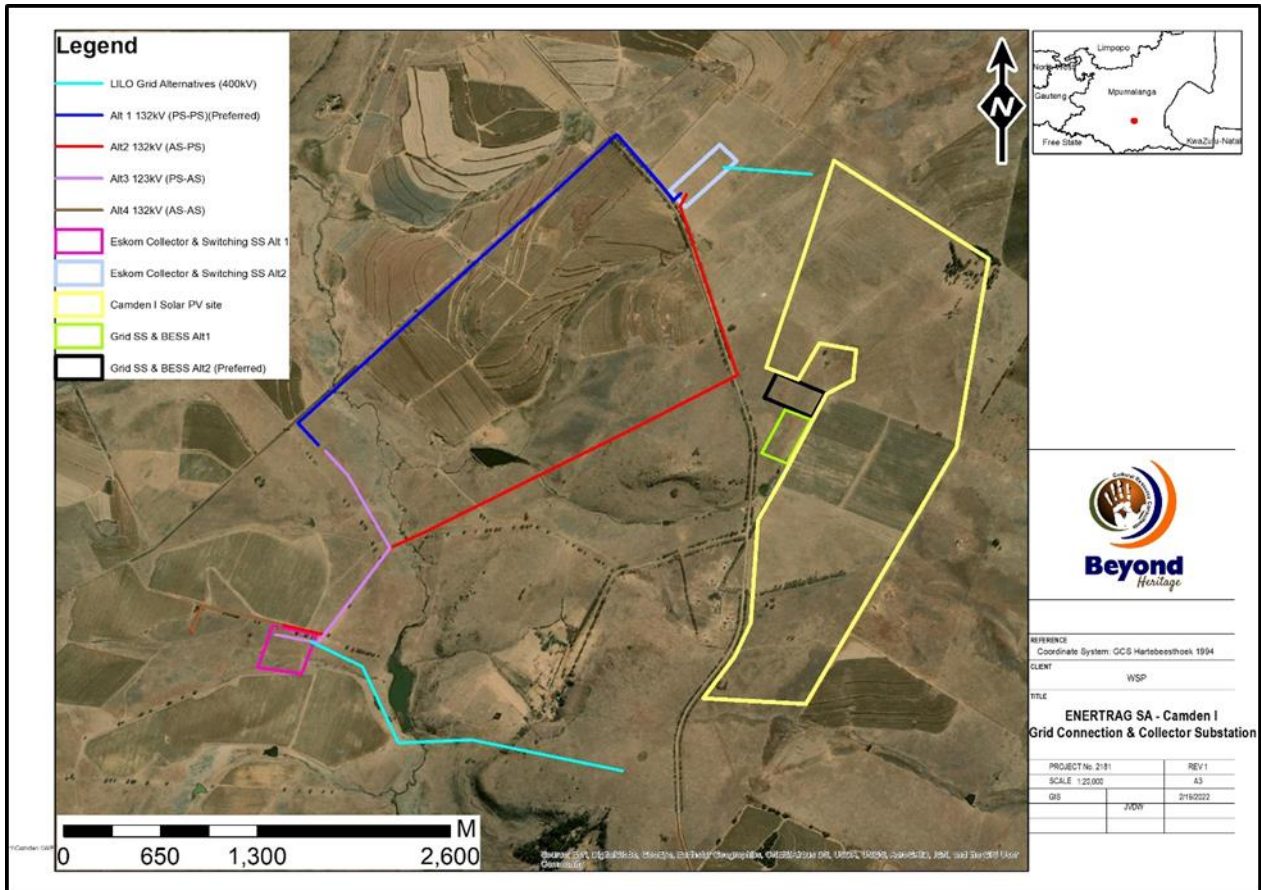 Legend
LILO Grid Alternatives (400kV)
Alt 1 132kV (PS-PS)(Preferred)
Alt2 132kV (AS-PS)
Alt3 123kV (PS-AS)
Alt4 132kV (AS-AS)
Eskom Collector & Switching SS Alt 1
Eskom Collector & Switching SS Alt2
Camden I Solar PV site
Grid SS & BESS Alt1
Grid SS & BESS Alt2 (Preferred)
N
M
0 650 1,300 2,600
Limpopo
Mpumalanga
Gauteng
Free State
KwaZulu-Natal
Beyond
Heritage
REFERENCE
Coordinate System: GCS Hartebeesthoek 1994
CLIENT
WSP
TITLE
ENERTRAG SA - Camden I
Grid Connection & Collector Substation
PROJECT No. 2181 REV 1
SCALE 1:20,000 A3
GIS JVDW 2/19/2022